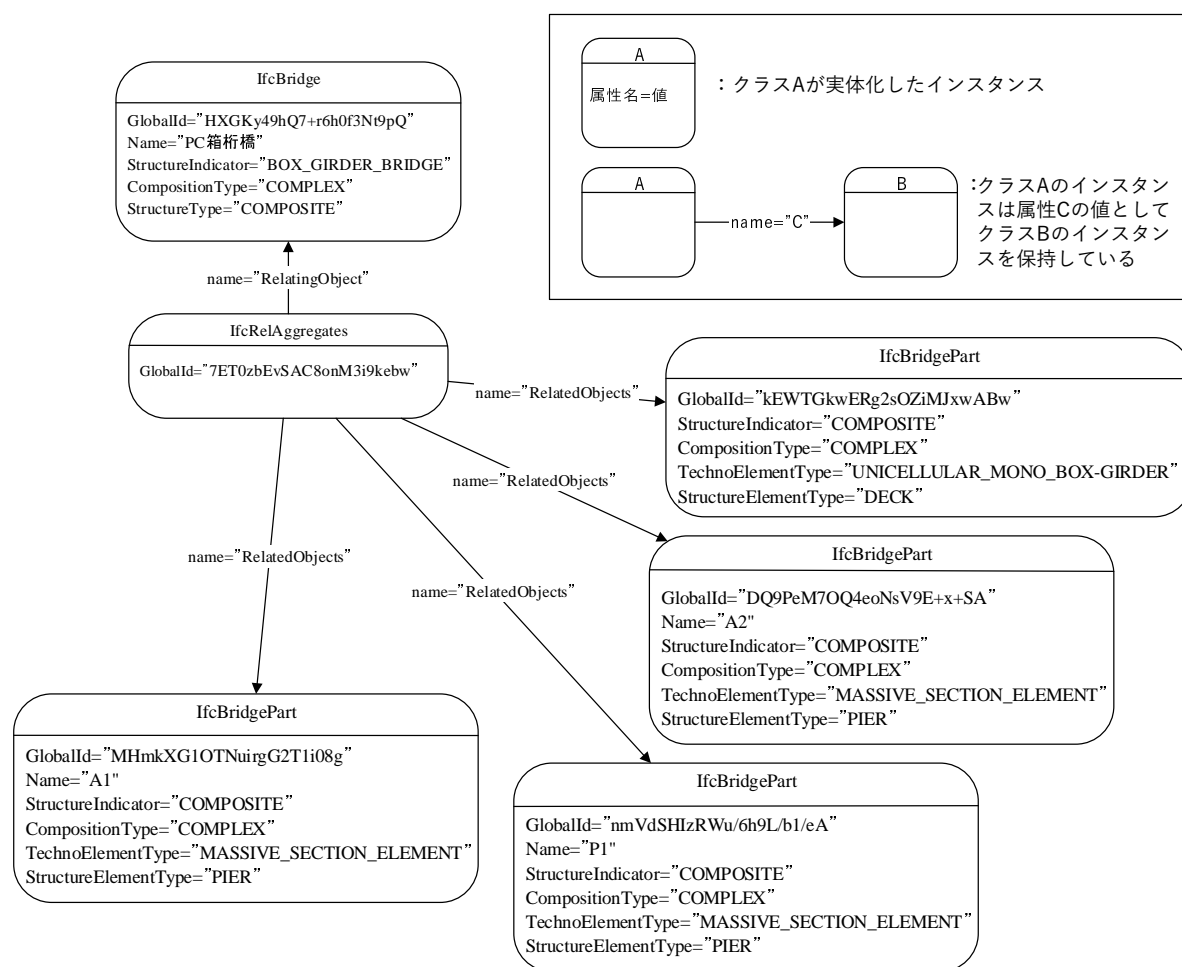 IfcBridge
GlobalId="HXGKy49hQ7+r6h0f3Nt9pQ"
Name="PC箱桁橋"
StructureIndicator="BOX_GIRDER_BRIDGE"
CompositionType="COMPLEX"
StructureType="COMPOSITE"
A
属性名=値
：クラスAが実体化したインスタンス
A
name="C"
B
：クラスAのインスタン
スは属性Cの値として
クラスBのインスタン
スを保持している
name="RelatingObject"
IfcRelAggregates
GlobalId="7ET0zbEvSAC8onM3i9kebw"
name="RelatedObjects"
IfcBridgePart
GlobalId="kEWTGkwERg2sOZiMJxwABw"
StructureIndicator="COMPOSITE"
CompositionType="COMPLEX"
TechnoElementType="UNICELLULAR_MONO_BOX-GIRDER"
StructureElementType="DECK"
name="RelatedObjects"
IfcBridgePart
GlobalId="DQ9PeM7OQ4eoNsV9E+x+SA"
Name="A2"
StructureIndicator="COMPOSITE"
CompositionType="COMPLEX"
TechnoElementType="MASSIVE_SECTION_ELEMENT"
StructureElementType="PIER"
name="RelatedObjects"
name="RelatedObjects"
IfcBridgePart
GlobalId="MHmkXG1OTNuirgG2T1i08g"
Name="A1"
StructureIndicator="COMPOSITE"
CompositionType="COMPLEX"
TechnoElementType="MASSIVE_SECTION_ELEMENT"
StructureElementType="PIER"
IfcBridgePart
GlobalId="nmVdSHIzRWu/6h9L/b1/eA"
Name="P1"
StructureIndicator="COMPOSITE"
CompositionType="COMPLEX"
TechnoElementType="MASSIVE_SECTION_ELEMENT"
StructureElementType="PIER"